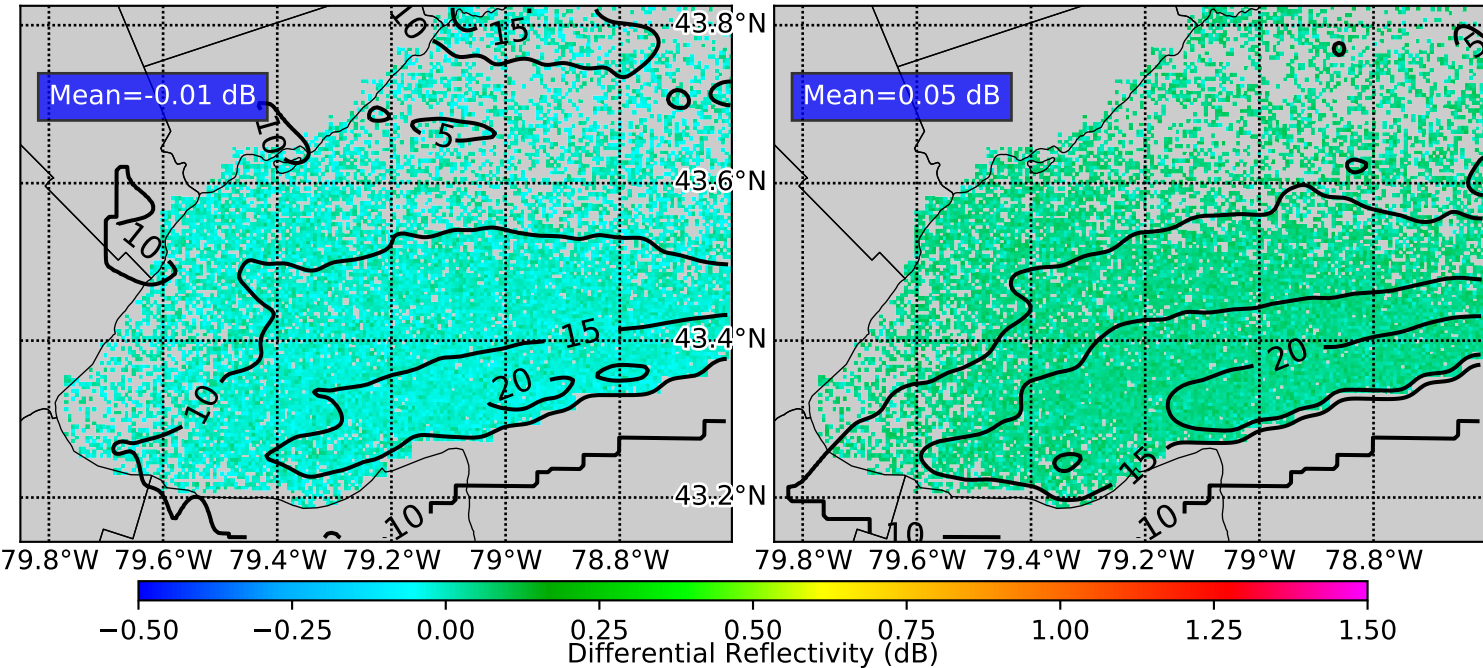 10
15
43.8°N
5
Mean=-0.01 dB
Mean=0.05 dB
10
5
43.6°N
10
15
43.4°N
20
20
10
15
43.2°N
10
10
10
79.8°W 79.6°W 79.4°W 79.2°W 79°W 78.8°W 79.8°W 79.6°W 79.4°W 79.2°W 79°W 78.8°W
−0.50 −0.25 0.00 0.25 0.50 0.75 1.00 1.25 1.50
Differential Reflectivity (dB)